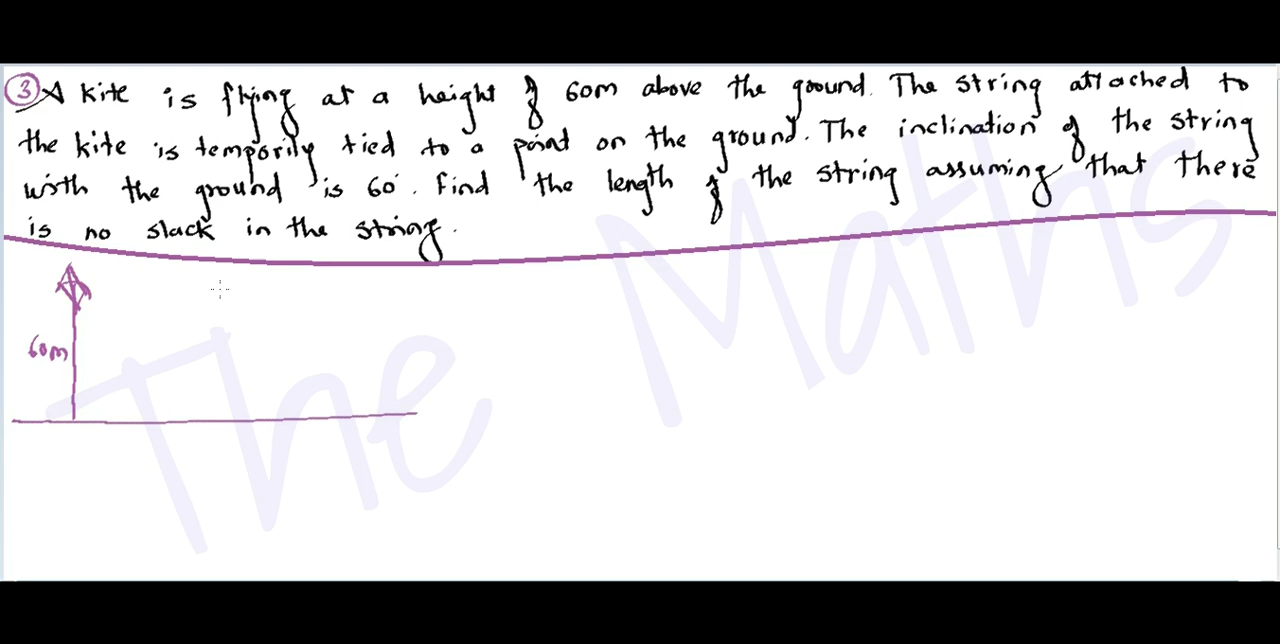 ③ A kite is flying at a height of 60m above the ground. The string attached to
the kite is temporily tied to a point on the ground. The inclination of the string
with the ground is 60°. Find the length of the string assuming that there
is no slack in the string.
60m
The Maths